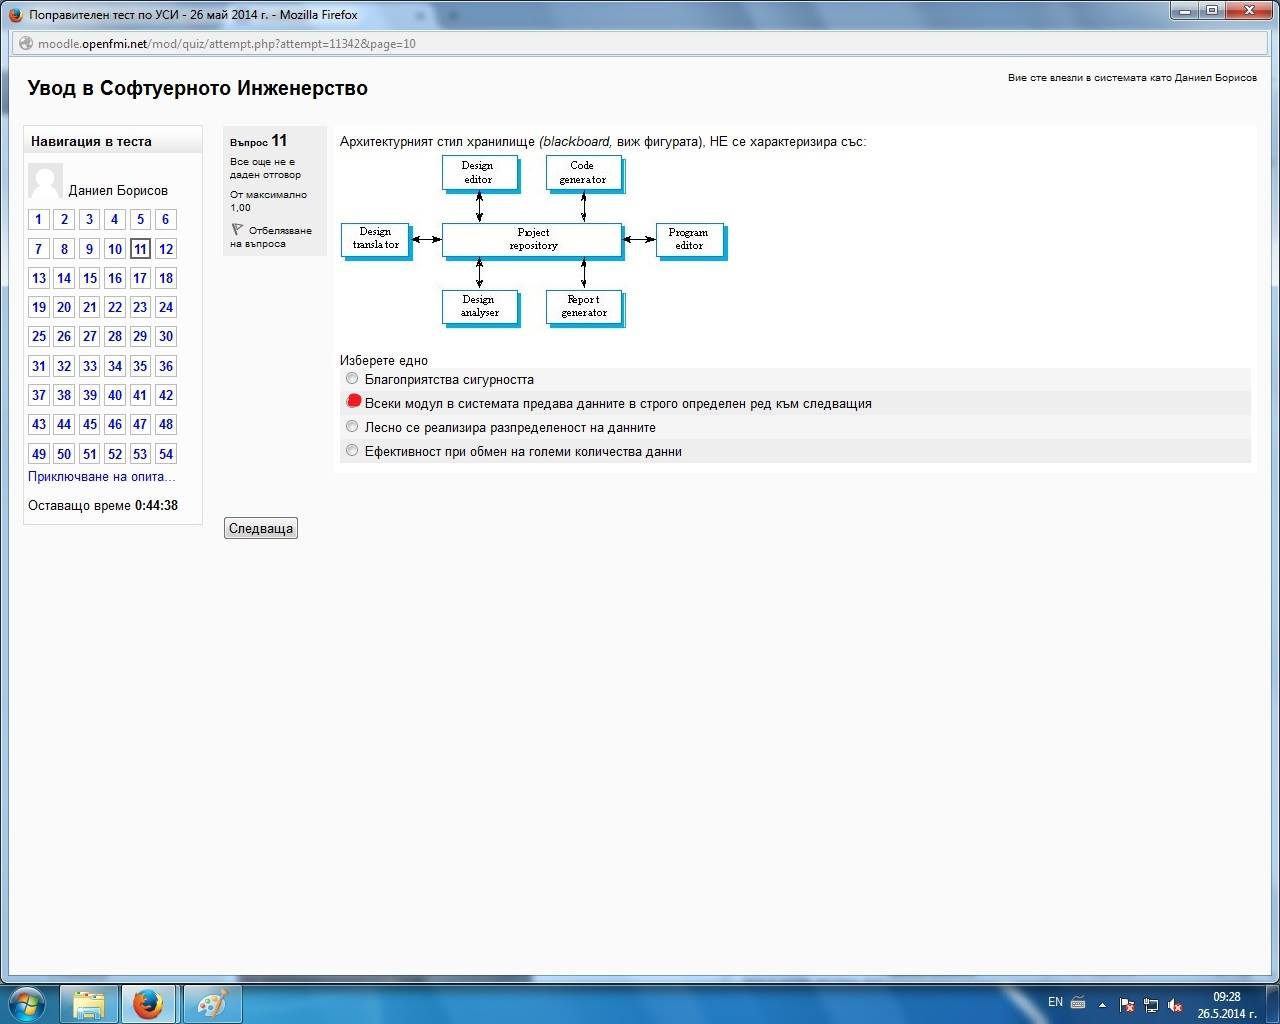 Поправителен тест по УСИ - 26 май 2014 г. - Mozilla Firefox
moodle.openfmi.net/mod/quiz/attempt.php?attempt=11342&page=10
Вие сте влезли в системата като Даниел Борисов
Увод в Софтуерното Инженерство
Навигация в теста
Даниел Борисов
1 2 3 4 5 6
7 8 9 10 11 12
13 14 15 16 17 18
19 20 21 22 23 24
25 26 27 28 29 30
31 32 33 34 35 36
37 38 39 40 41 42
43 44 45 46 47 48
49 50 51 52 53 54
Приключване на опита...
Оставащо време 0:44:38
Въпрос 11
Все още не е
даден отговор
От максимално
1,00
Отбелязване
на въпроса
Архитектурният стил хранилище (blackboard, виж фигурата), НЕ се характеризира със:
Design
editor
Code
generator
Design
translator
Project
repository
Program
editor
Design
analyser
Report
generator
Изберете едно
Благоприятства сигурността
Всеки модул в системата предава данните в строго определен ред към следващия
Лесно се реализира разпределеност на данните
Ефективност при обмен на големи количества данни
Следваща
EN
09:28
26.5.2014 г.